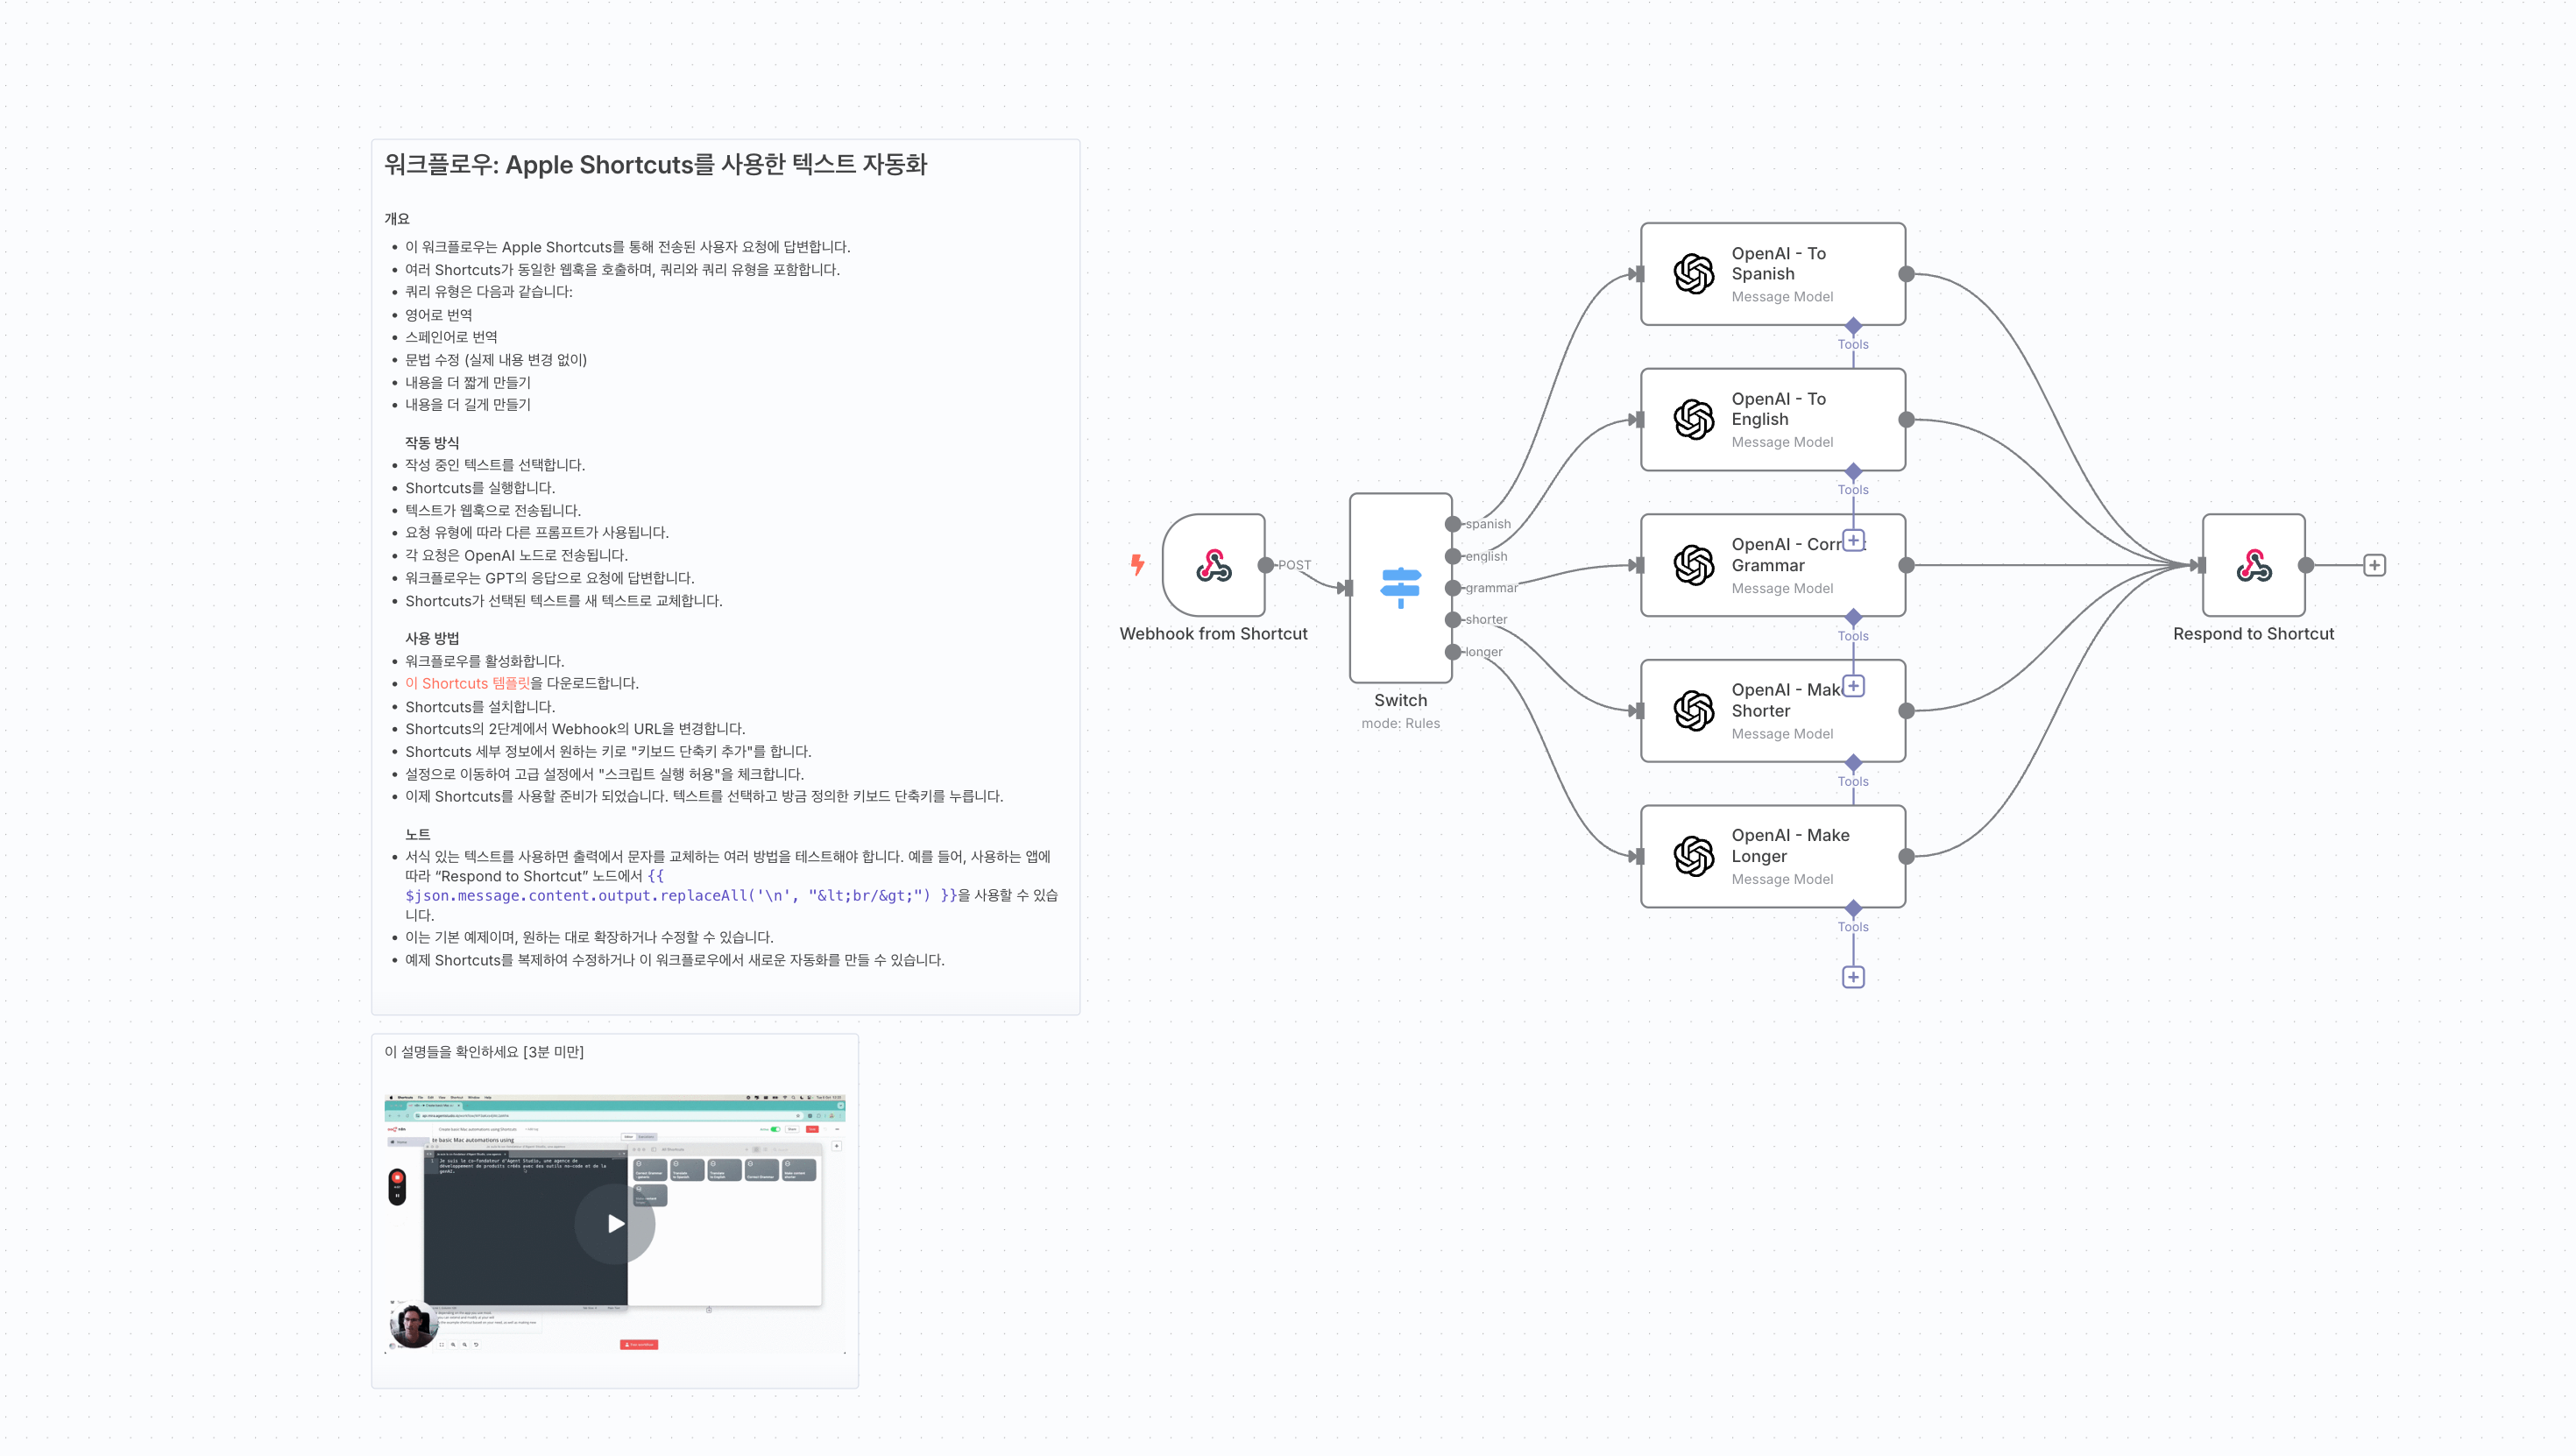 워크플로우: Apple Shortcuts를 사용한 텍스트 자동화
개요
이 워크플로우는 Apple Shortcuts를 통해 전송된 사용자 요청에 답변합니다.
여러 Shortcuts가 동일한 웹훅을 호출하며, 쿼리와 쿼리 유형을 포함합니다.
쿼리 유형은 다음과 같습니다:
영어로 번역
스페인어로 번역
문법 수정 (실제 내용 변경 없이)
내용을 더 짧게 만들기
내용을 더 길게 만들기
작동 방식
작성 중인 텍스트를 선택합니다.
Shortcuts를 실행합니다.
텍스트가 웹훅으로 전송됩니다.
요청 유형에 따라 다른 프롬프트가 사용됩니다.
각 요청은 OpenAI 노드로 전송됩니다.
워크플로우는 GPT의 응답으로 요청에 답변합니다.
Shortcuts가 선택된 텍스트를 새 텍스트로 교체합니다.
사용 방법
워크플로우를 활성화합니다.
이 Shortcuts 템플릿을 다운로드합니다.
Shortcuts를 설치합니다.
Shortcuts의 2단계에서 Webhook의 URL을 변경합니다.
Shortcuts 세부 정보에서 원하는 키로 "키보드 단축키 추가"를 합니다.
설정으로 이동하여 고급 설정에서 "스크립트 실행 허용"을 체크합니다.
이제 Shortcuts를 사용할 준비가 되었습니다. 텍스트를 선택하고 방금 정의한 키보드 단축키를 누릅니다.
노트
서식 있는 텍스트를 사용하면 출력에서 문자를 교체하는 여러 방법을 테스트해야 합니다. 예를 들어, 사용하는 앱에
따라 “Respond to Shortcut” 노드에서 {{
$json.message.content.output.replaceAll('\n', "&lt;br/&gt;") }}을 사용할 수 있습
니다.
이는 기본 예제이며, 원하는 대로 확장하거나 수정할 수 있습니다.
예제 Shortcuts를 복제하여 수정하거나 이 워크플로우에서 새로운 자동화를 만들 수 있습니다.
이 설명들을 확인하세요 [3분 미만]
te basic Mac automations using
Je suis le co-fondateur d'Agent Studio, une agence de
développement de produits créés avec des outils no-code et de la
genAI.
POST
Webhook from Shortcut
spanish
english
grammar
shorter
longer
Switch
mode: Rules
OpenAI - To
Spanish
Message Model
Tools
OpenAI - To
English
Message Model
Tools
OpenAI -
Grammar
Message Model
Tools
OpenAI -
Shorter
Message Model
Tools
OpenAI - Make
Longer
Message Model
Tools
Respond to Shortcut